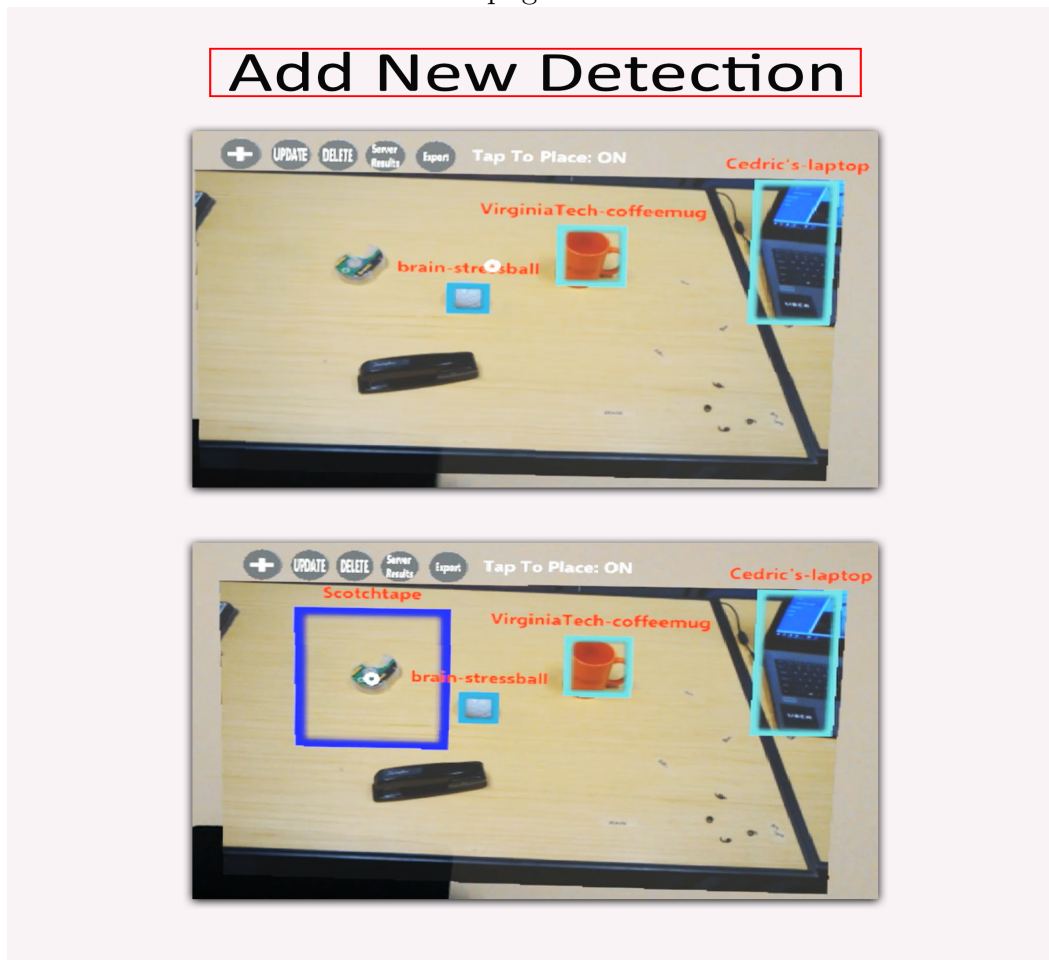 Add New Detection
UPDATE DELETE Server Results Export Tap To Place: ON
Cedric's-laptop
VirginiaTech-coffeemug
brain-stressball
UPDATE DELETE Server Results Export Tap To Place: ON
Cedric's-laptop
Scotchtape
VirginiaTech-coffeemug
brain-stressball